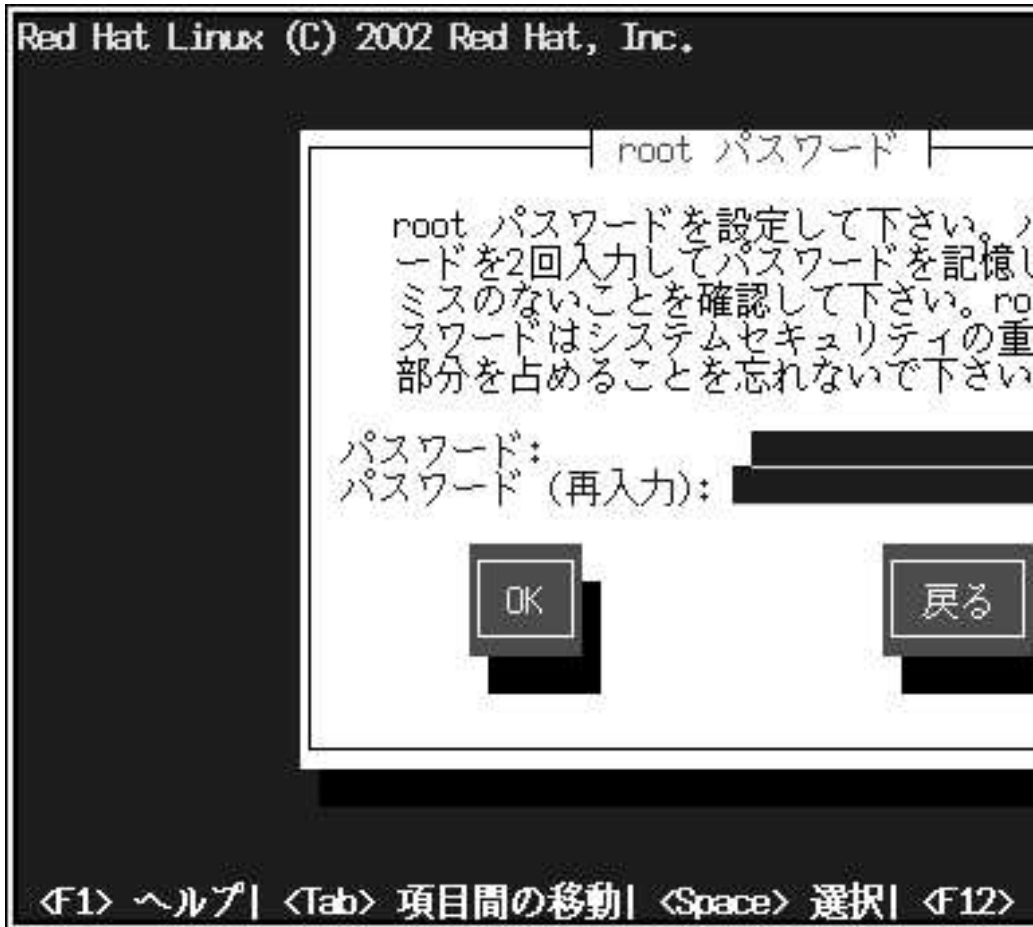 Red Hat Linux (C) 2002 Red Hat, Inc.
root パスワード
root パスワードを設定して下さい。パ
ードを2回入力してパスワードを記憶し
ミスのないことを確認して下さい。ro
スワードはシステムセキュリティの重
部分を占めることを忘れないで下さい
パスワード:
パスワード (再入力):
OK
戻る
<F1> ヘルプ| <Tab> 項目間の移動| <Space> 選択| <F12>